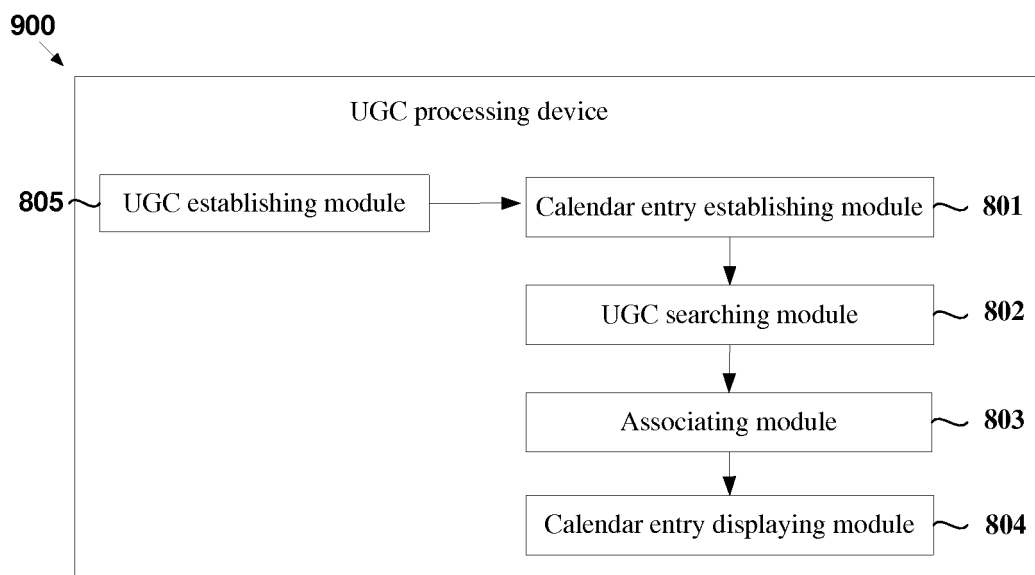 900
UGC processing device
805 UGC establishing module
Calendar entry establishing module 801
UGC searching module 802
Associating module 803
Calendar entry displaying module 804